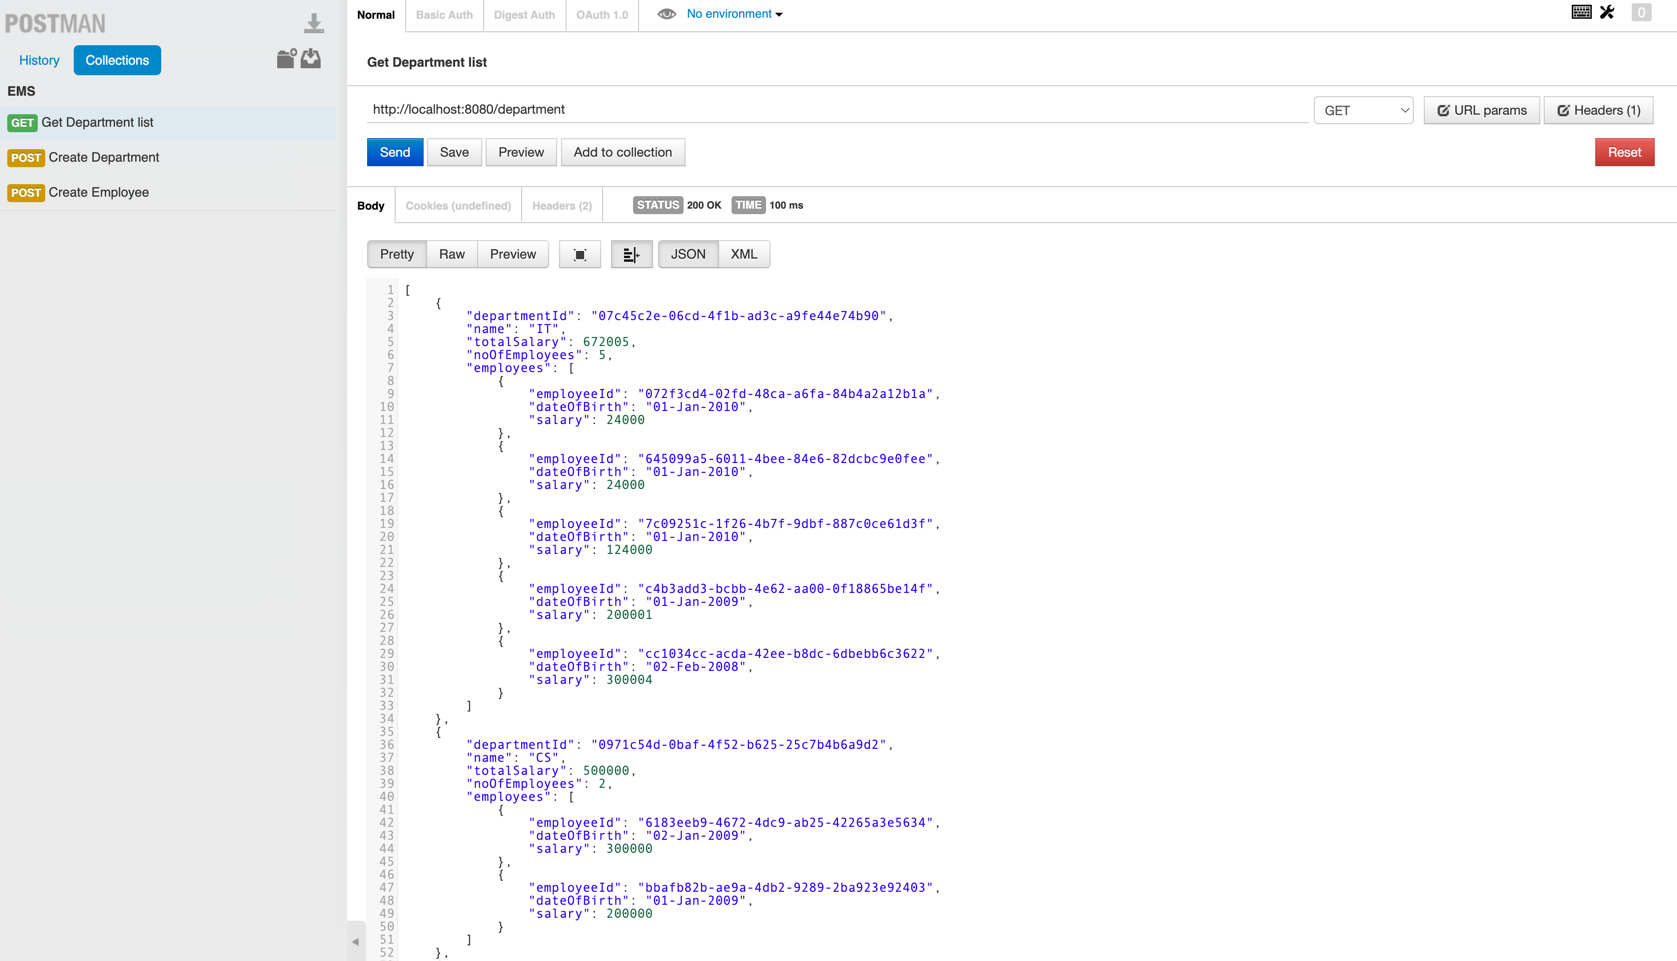 POSTMAN
History
Collections
EMS
GET Get Department list
POST Create Department
POST Create Employee
Normal
Basic Auth
Digest Auth
OAuth 1.0
No environment
0
Get Department list
http://localhost:8080/department
GET
URL params
Headers (1)
Send
Save
Preview
Add to collection
Reset
Body
Cookies (undefined)
Headers (2)
STATUS 200 OK TIME 100 ms
Pretty
Raw
Preview
JSON
XML
1 [
2 {
3 "departmentId": "07c45c2e-06cd-4f1b-ad3c-a9fe44e74b90",
4 "name": "IT",
5 "totalSalary": 672005,
6 "noOfEmployees": 5,
7 "employees": [
8 {
9 "employeeId": "072f3cd4-02fd-48ca-a6fa-84b4a2a12b1a",
10 "dateOfBirth": "01-Jan-2010",
11 "salary": 24000
12 },
13 {
14 "employeeId": "645099a5-6011-4bee-84e6-82dcbc9e0fee",
15 "dateOfBirth": "01-Jan-2010",
16 "salary": 24000
17 },
18 {
19 "employeeId": "7c09251c-1f26-4b7f-9dbf-887c0ce61d3f",
20 "dateOfBirth": "01-Jan-2010",
21 "salary": 124000
22 },
23 {
24 "employeeId": "c4b3add3-bcbb-4e62-aa00-0f18865be14f",
25 "dateOfBirth": "01-Jan-2009",
26 "salary": 200001
27 },
28 {
29 "employeeId": "cc1034cc-acda-42ee-b8dc-6dbebb6c3622",
30 "dateOfBirth": "02-Feb-2008",
31 "salary": 300004
32 }
33 ]
34 },
35 {
36 "departmentId": "0971c54d-0baf-4f52-b625-25c7b4b6a9d2",
37 "name": "CS",
38 "totalSalary": 500000,
39 "noOfEmployees": 2,
40 "employees": [
41 {
42 "employeeId": "6183eeb9-4672-4dc9-ab25-42265a3e5634",
43 "dateOfBirth": "02-Jan-2009",
44 "salary": 300000
45 },
46 {
47 "employeeId": "bbafb82b-ae9a-4db2-9289-2ba923e92403",
48 "dateOfBirth": "01-Jan-2009",
49 "salary": 200000
50 }
51 ]
52 },